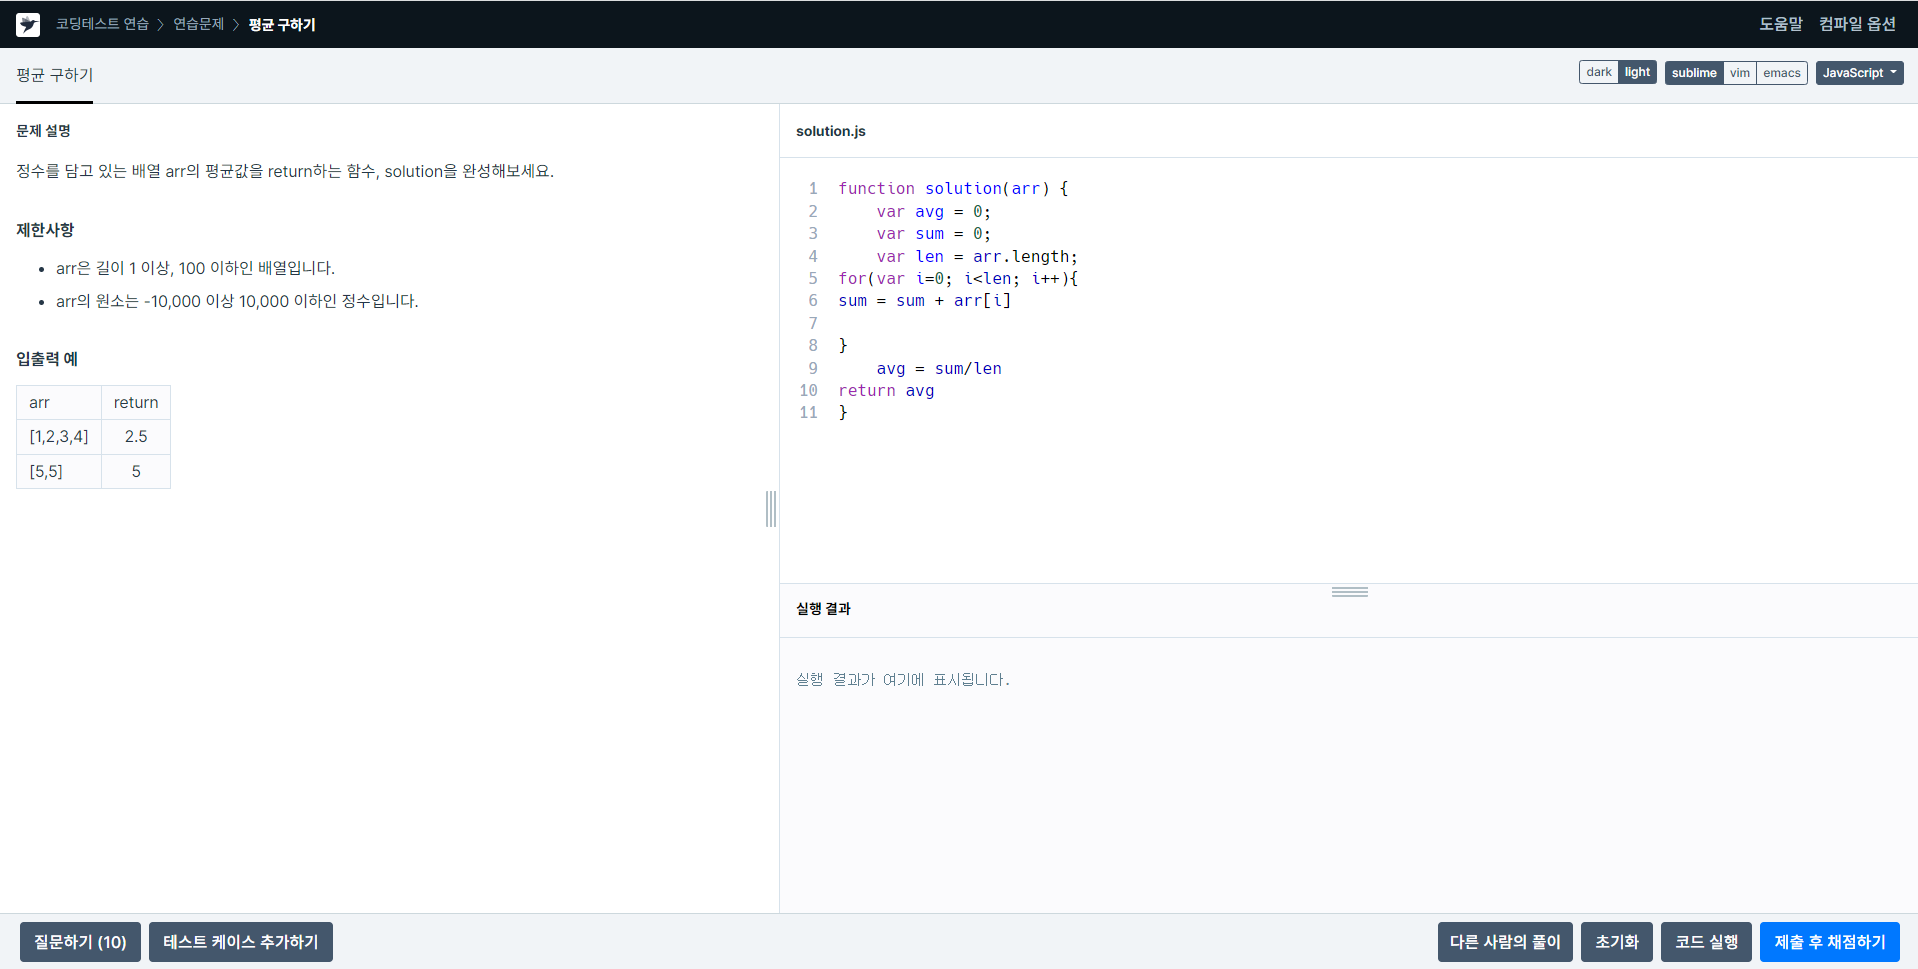 코딩테스트 연습 > 연습문제 > 평균 구하기
도움말 컴파일 옵션
평균 구하기
dark light sublime vim emacs JavaScript
문제 설명
정수를 담고 있는 배열 arr의 평균값을 return하는 함수, solution을 완성해보세요.
제한사항
• arr은 길이 1 이상, 100 이하인 배열입니다.
• arr의 원소는 -10,000 이상 10,000 이하인 정수입니다.
입출력 예
arr return
[1,2,3,4] 2.5
[5,5] 5
solution.js
1 function solution(arr) {
2     var avg = 0;
3     var sum = 0;
4     var len = arr.length;
5 for(var i=0; i<len; i++){
6 sum = sum + arr[i]
7
8 }
9     avg = sum/len
10 return avg
11 }
실행 결과
실행 결과가 여기에 표시됩니다.
질문하기 (10) 테스트 케이스 추가하기
다른 사람의 풀이 초기화 코드 실행 제출 후 채점하기